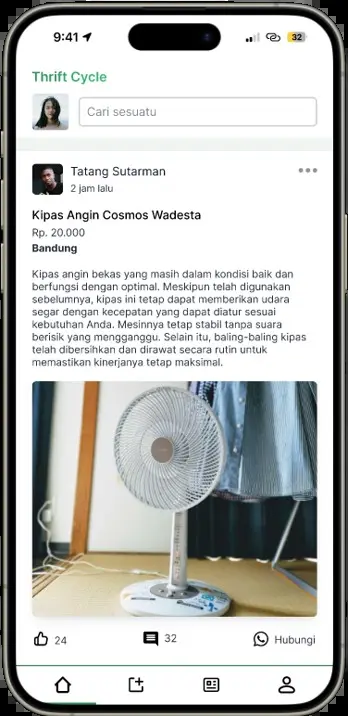 9:41
32
Thrift Cycle
Cari sesuatu
Tatang Sutarman
2 jam lalu
Kipas Angin Cosmos Wadesta
Rp. 20.000
Bandung
Kipas angin bekas yang masih dalam kondisi baik dan
berfungsi dengan optimal. Meskipun telah digunakan
sebelumnya, kipas ini tetap dapat memberikan udara
segar dengan kecepatan yang dapat diatur sesuai
kebutuhan Anda. Mesinnya tetap stabil tanpa suara
berisik yang mengganggu. Selain itu, baling-baling kipas
telah dibersihkan dan dirawat secara rutin untuk
memastikan kinerjanya tetap maksimal.
24
32
Hubungi